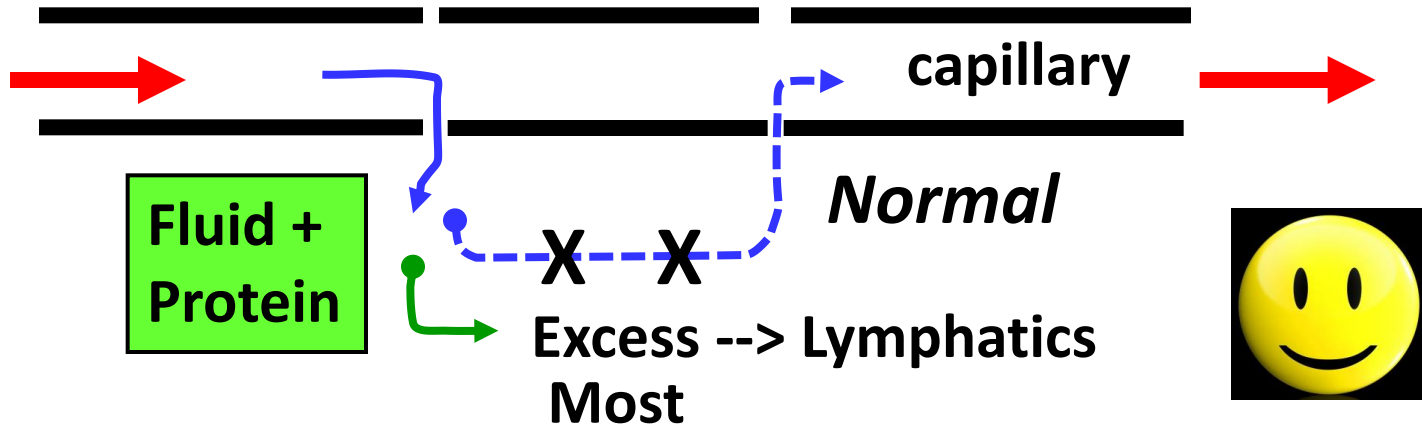 capillary
Normal
Fluid +
Protein
X X
Excess --> Lymphatics
Most